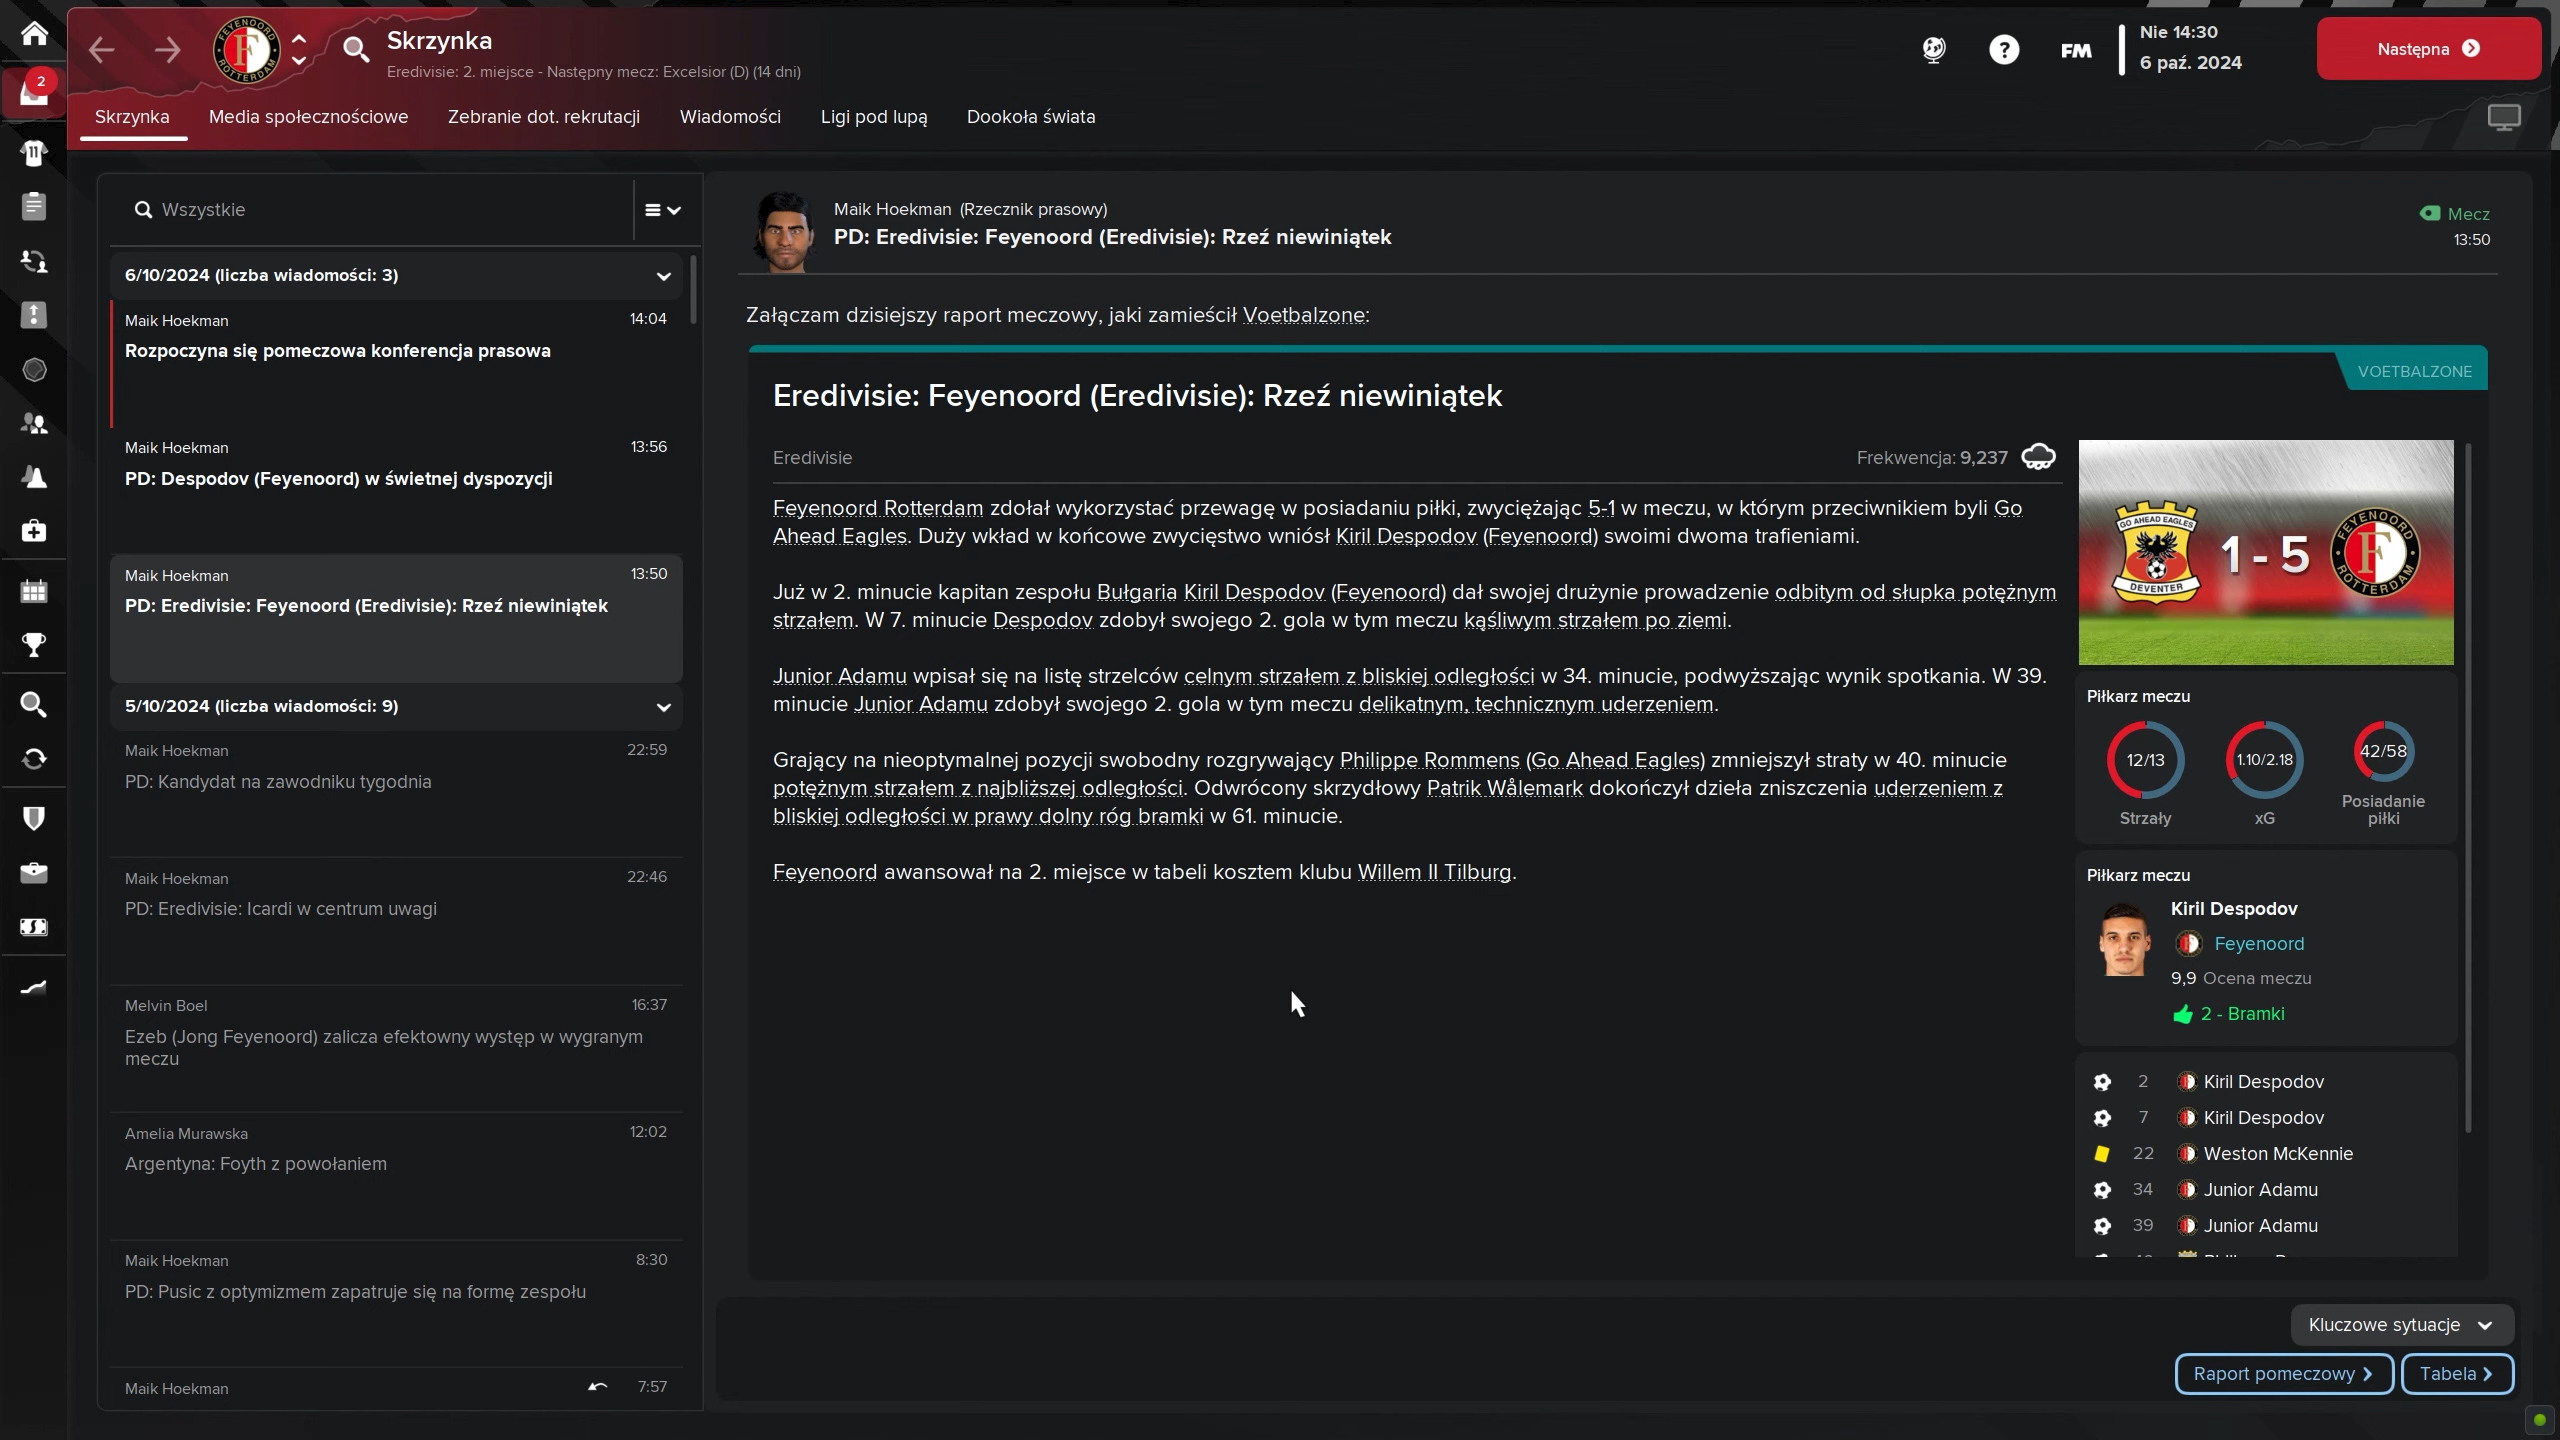 Skrzynka
Eredivisie: 2. miejsce - Następny mecz: Excelsior (D) (14 dni)
FM
Nie 14:30
6 paź. 2024
Następna
2
Skrzynka
Media społecznościowe
Zebranie dot. rekrutacji
Wiadomości
Ligi pod lupą
Dookoła świata
Wszystkie
6/10/2024 (liczba wiadomości: 3)
Maik Hoekman 14:04
Rozpoczyna się pomeczowa konferencja prasowa
Maik Hoekman 13:56
PD: Despodov (Feyenoord) w świetnej dyspozycji
Maik Hoekman 13:50
PD: Eredivisie: Feyenoord (Eredivisie): Rzeź niewiniątek
5/10/2024 (liczba wiadomości: 9)
Maik Hoekman 22:59
PD: Kandydat na zawodniku tygodnia
Maik Hoekman 22:46
PD: Eredivisie: Icardi w centrum uwagi
Melvin Boel 16:37
Ezeb (Jong Feyenoord) zalicza efektowny występ w wygranym
meczu
Amelia Murawska 12:02
Argentyna: Foyth z powołaniem
Maik Hoekman 8:30
PD: Pusic z optymizmem zapatruje się na formę zespołu
Maik Hoekman 7:57
Maik Hoekman (Rzecznik prasowy)
PD: Eredivisie: Feyenoord (Eredivisie): Rzeź niewiniątek
Mecz
13:50
Załączam dzisiejszy raport meczowy, jaki zamieścił Voetbalzone:
VOETBALZONE
Eredivisie: Feyenoord (Eredivisie): Rzeź niewiniątek
Eredivisie
Frekwencja: 9,237
Feyenoord Rotterdam zdołał wykorzystać przewagę w posiadaniu piłki, zwyciężając 5-1 w meczu, w którym przeciwnikiem byli Go
Ahead Eagles. Duży wkład w końcowe zwycięstwo wniósł Kiril Despodov (Feyenoord) swoimi dwoma trafieniami.
Już w 2. minucie kapitan zespołu Bułgaria Kiril Despodov (Feyenoord) dał swojej drużynie prowadzenie odbitym od słupka potężnym
strzałem. W 7. minucie Despodov zdobył swojego 2. gola w tym meczu kąśliwym strzałem po ziemi.
Junior Adamu wpisał się na listę strzelców celnym strzałem z bliskiej odległości w 34. minucie, podwyższając wynik spotkania. W 39.
minucie Junior Adamu zdobył swojego 2. gola w tym meczu delikatnym, technicznym uderzeniem.
Grający na nieoptymalnej pozycji swobodny rozgrywający Philippe Rommens (Go Ahead Eagles) zmniejszył straty w 40. minucie
potężnym strzałem z najbliższej odległości. Odwrócony skrzydłowy Patrik Wålemark dokończył dzieła zniszczenia uderzeniem z
bliskiej odległości w prawy dolny róg bramki w 61. minucie.
Feyenoord awansował na 2. miejsce w tabeli kosztem klubu Willem II Tilburg.
GO AHEAD EAGLES
DEVENTER
1 - 5
FEYENOORD
ROTTERDAM
Piłkarz meczu
12/13
1.10/2.18
42/58
Strzały
xG
Posiadanie
piłki
Piłkarz meczu
Kiril Despodov
Feyenoord
9,9 Ocena meczu
2 - Bramki
2 Kiril Despodov
7 Kiril Despodov
22 Weston McKennie
34 Junior Adamu
39 Junior Adamu
Kluczowe sytuacje
Raport pomeczowy
Tabela